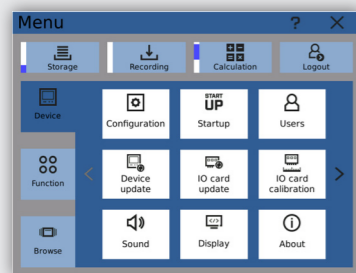 Menu ?
Storage Recording Calculation Logout
Device
START
UP
Configuration Startup Users
Function
Device update
IO card update
IO card calibration
Browse
Sound Display About